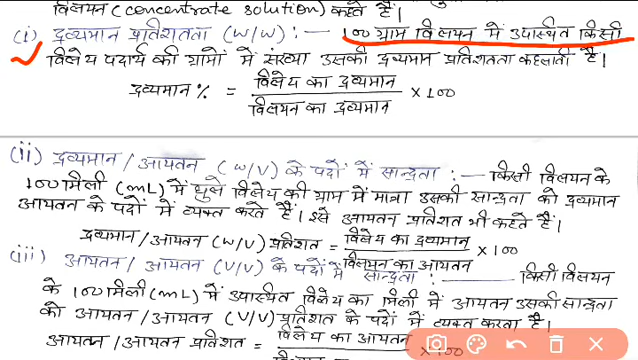 विलयन (concentrate solution) कहते हैं।
(i) द्रव्यमान प्रतिशतता (W/W) :- 100 ग्राम विलयन में उपस्थित किसी
विलेय पदार्थ की ग्रामों में संख्या उसकी द्रव्यमान प्रतिशतता कहलाती है।
द्रव्यमान % = विलेय का द्रव्यमान / विलयन का द्रव्यमान × 100
(ii) द्रव्यमान / आयतन (W/V) के पदों में सान्द्रता :- किसी विलयन के
100 मिली (mL) में घुले विलेय की ग्राम में मात्रा उसकी सान्द्रता को द्रव्यमान
आयतन के पदों में व्यक्त करते हैं। इसे आयतन प्रतिशत भी कहते हैं।
द्रव्यमान / आयतन (W/V) प्रतिशत = विलेय का द्रव्यमान / विलयन का आयतन × 100
(iii) आयतन / आयतन (V/V) के पदों में सान्द्रता :- किसी विलयन
के 100 मिली (mL) में उपस्थित विलेय का मिली में आयतन उसकी सान्द्रता
को आयतन / आयतन (V/V) प्रतिशत के पदों में व्यक्त करता है।
आयतन / आयतन प्रतिशत = विलेय का आयतन × 100